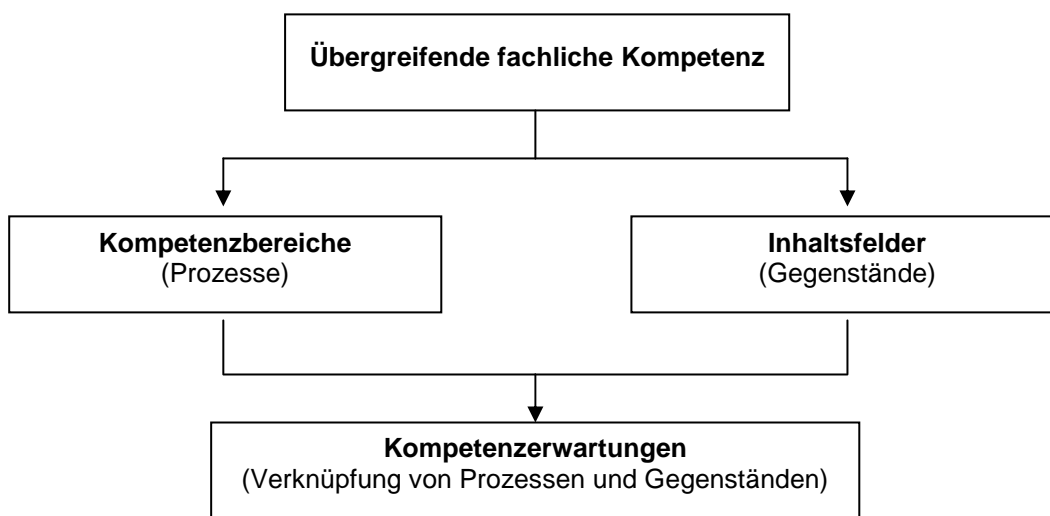 Übergreifende fachliche Kompetenz
Kompetenzbereiche
(Prozesse)
Inhaltsfelder
(Gegenstände)
Kompetenzerwartungen
(Verknüpfung von Prozessen und Gegenständen)